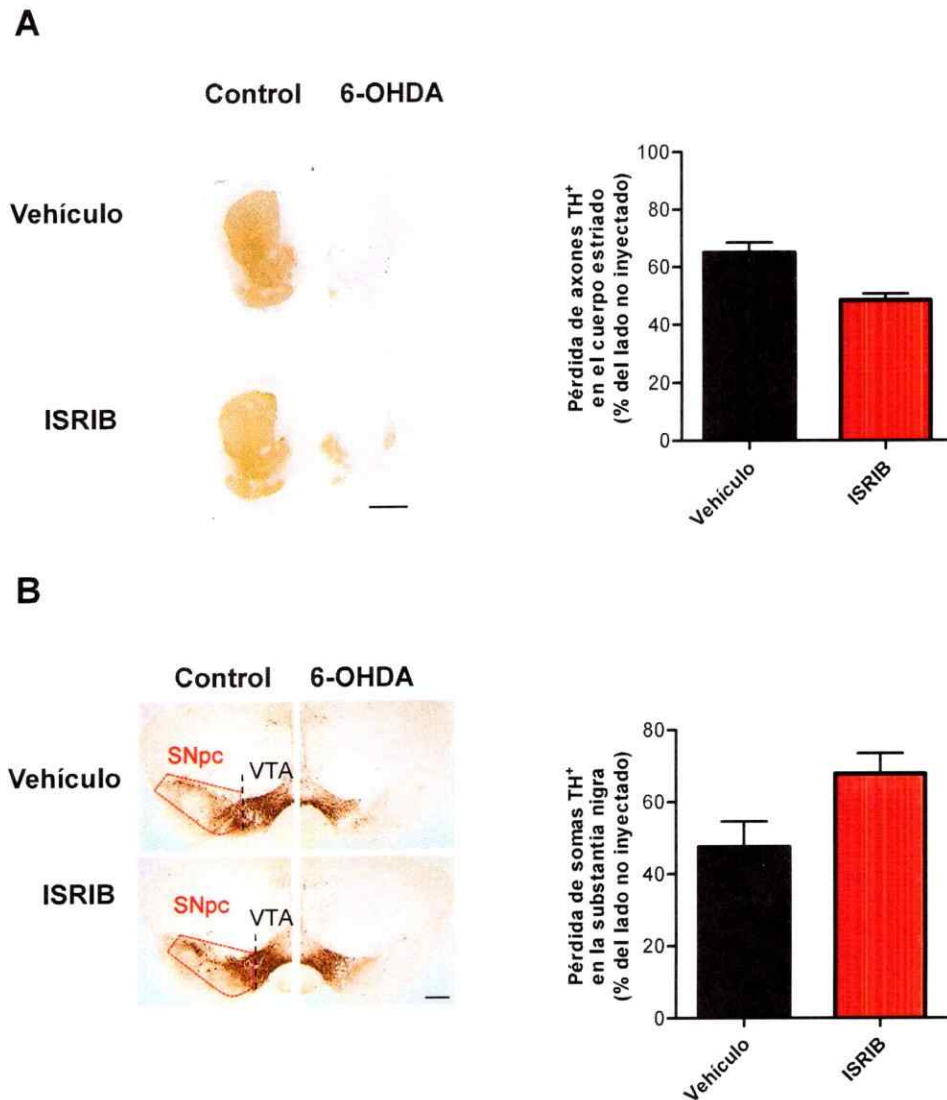 A
Control 6-OHDA
Vehículo
ISRIB
Pérdida de axones TH⁺
en el cuerpo estriado
(% del lado no inyectado)
100
80
60
40
20
0
Vehículo
ISRIB
B
Control 6-OHDA
Vehículo
SNpc
VTA
ISRIB
SNpc
VTA
Pérdida de somas TH⁺
en la substantia nigra
(% del lado no inyectado)
80
60
40
20
0
Vehículo
ISRIB